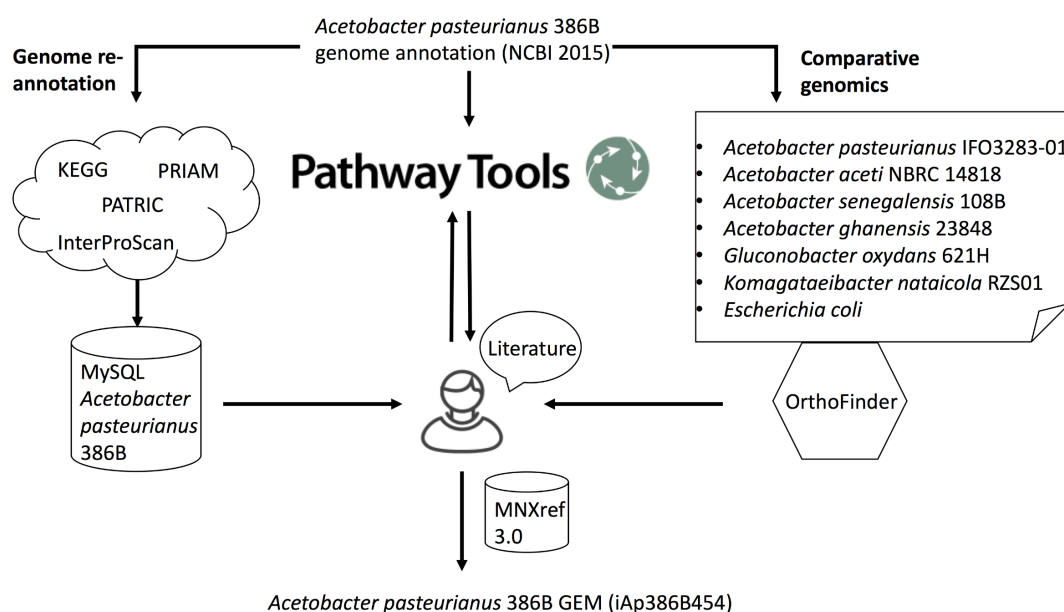 Acetobacter pasteurianus 386B
genome annotation (NCBI 2015)
Genome re-
annotation
Comparative
genomics
KEGG
PRIAM
PATRIC
InterProScan
Pathway Tools
• Acetobacter pasteurianus IFO3283-01
• Acetobacter aceti NBRC 14818
• Acetobacter senegalensis 108B
• Acetobacter ghanensis 23848
• Gluconobacter oxydans 621H
• Komagataeibacter nataicola RZS01
• Escherichia coli
Literature
MySQL
Acetobacter
pasteurianus
386B
OrthoFinder
MNXref
3.0
Acetobacter pasteurianus 386B GEM (iAp386B454)